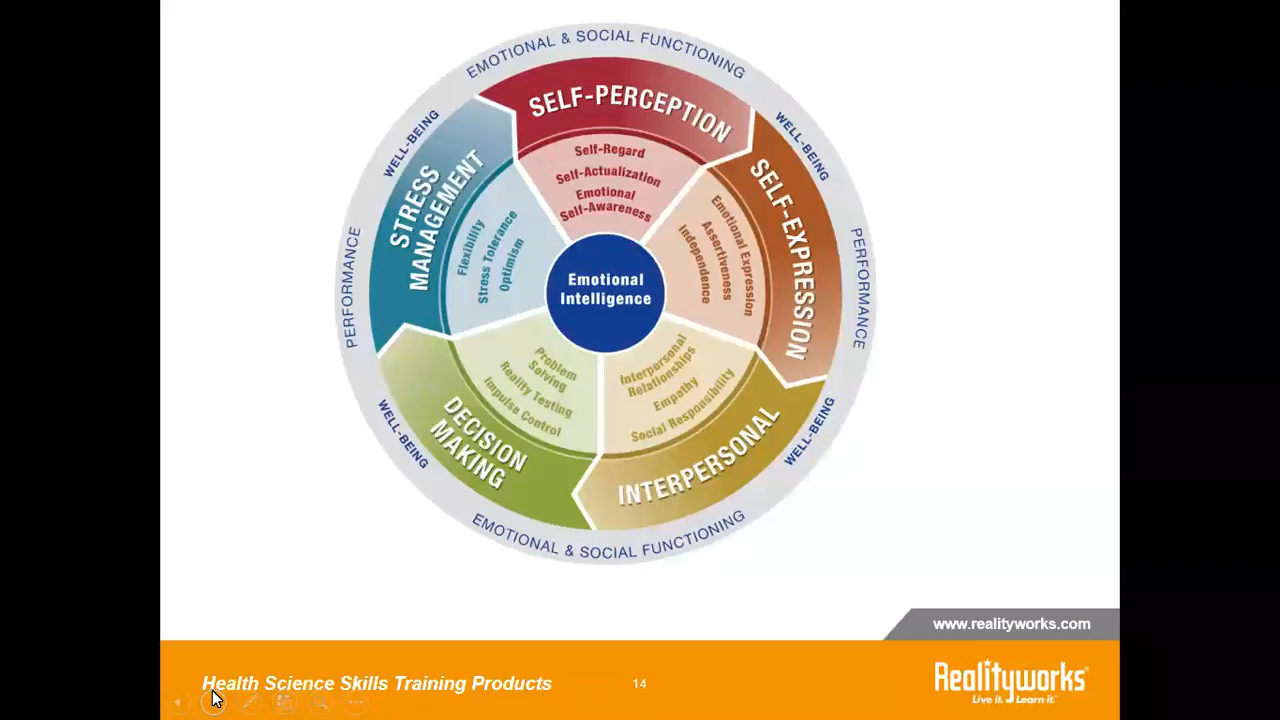 EMOTIONAL & SOCIAL FUNCTIONING
WELL-BEING
WELL-BEING
PERFORMANCE
PERFORMANCE
WELL-BEING
WELL-BEING
EMOTIONAL & SOCIAL FUNCTIONING
SELF-PERCEPTION
Self-Regard
Self-Actualization
Emotional
Self-Awareness
SELF-EXPRESSION
Emotional Expression
Assertiveness
Independence
INTERPERSONAL
Interpersonal
Relationships
Empathy
Social Responsibility
DECISION
MAKING
Problem
Solving
Reality Testing
Impulse Control
STRESS
MANAGEMENT
Flexibility
Stress Tolerance
Optimism
Emotional
Intelligence
www.realityworks.com
Health Science Skills Training Products
14
Realityworks®
Live it. Learn it.™